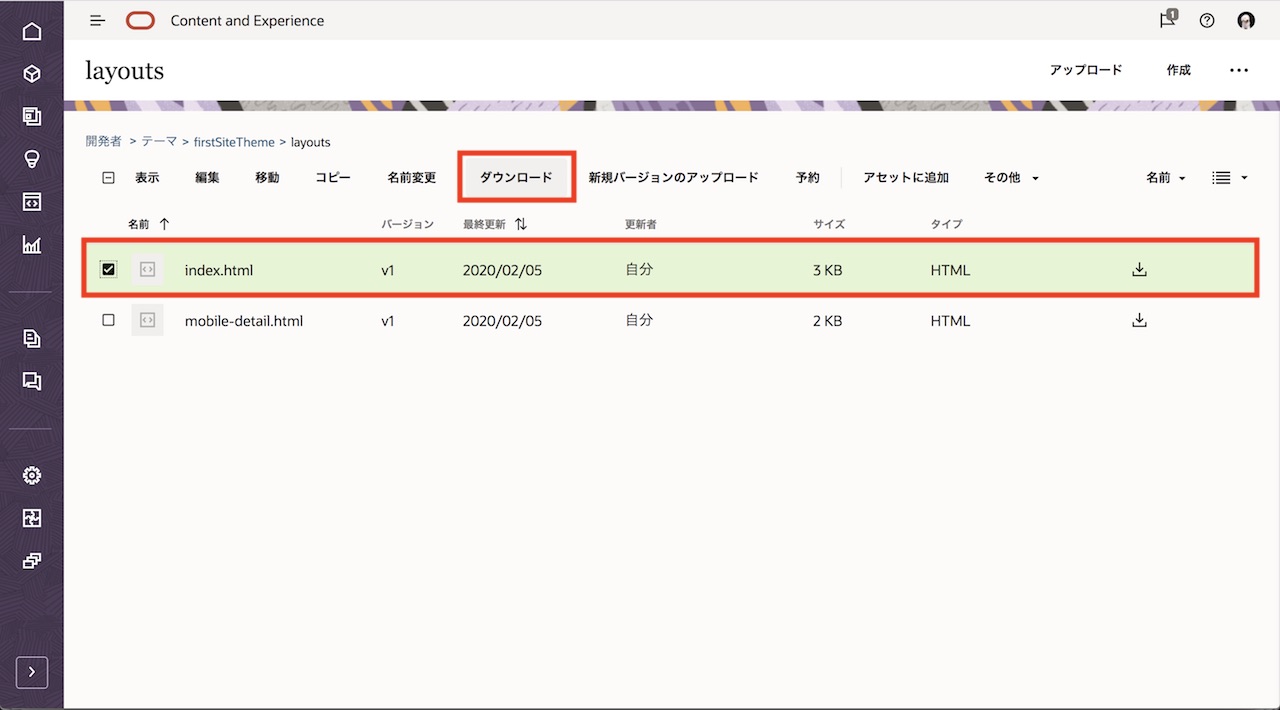 Content and Experience
1
layouts
アップロード 作成
開発者 > テーマ > firstSiteTheme > layouts
表示 編集 移動 コピー 名前変更 ダウンロード 新規バージョンのアップロード 予約 アセットに追加 その他 名前
名前 バージョン 最終更新 更新者 サイズ タイプ
index.html v1 2020/02/05 自分 3 KB HTML
mobile-detail.html v1 2020/02/05 自分 2 KB HTML